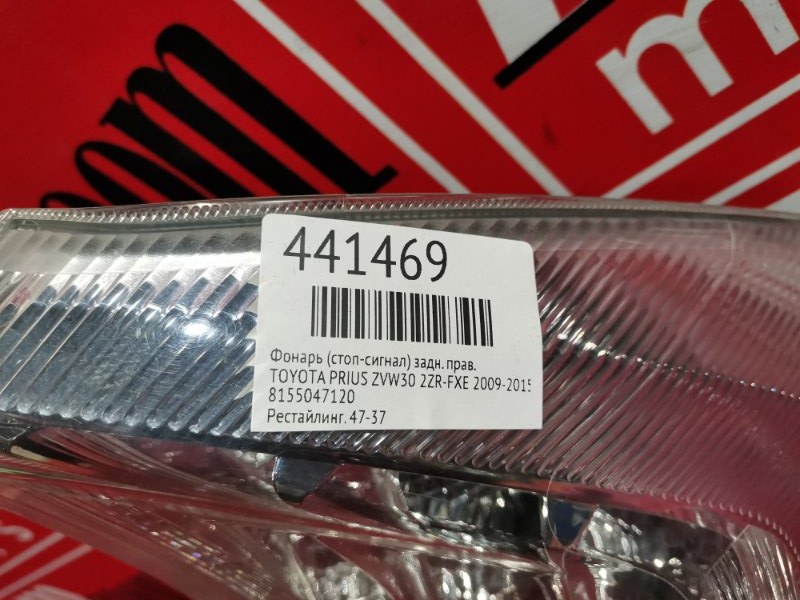 441469
Фонарь (стоп-сигнал) задн. прав.
TOYOTA PRIUS ZVW30 2ZR-FXE 2009-2015
8155047120
Рестайлинг. 47-37